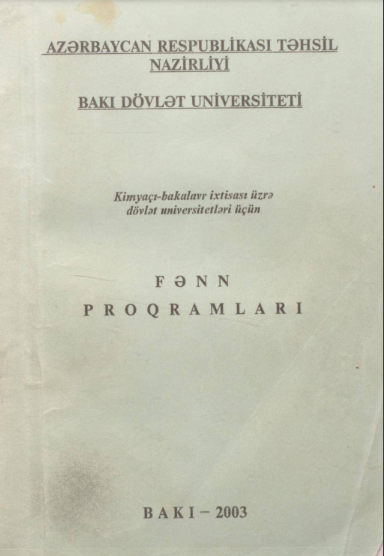 AZƏRBAYCAN RESPUBLİKASI TƏHSİL
NAZİRLİYİ
BAKI DÖVLƏT UNİVERSİTETİ
Kimyaçı-bakalavr ixtisası üzrə
dövlət universitetləri üçün
FƏNN
PROQRAMLARI
BAKI – 2003